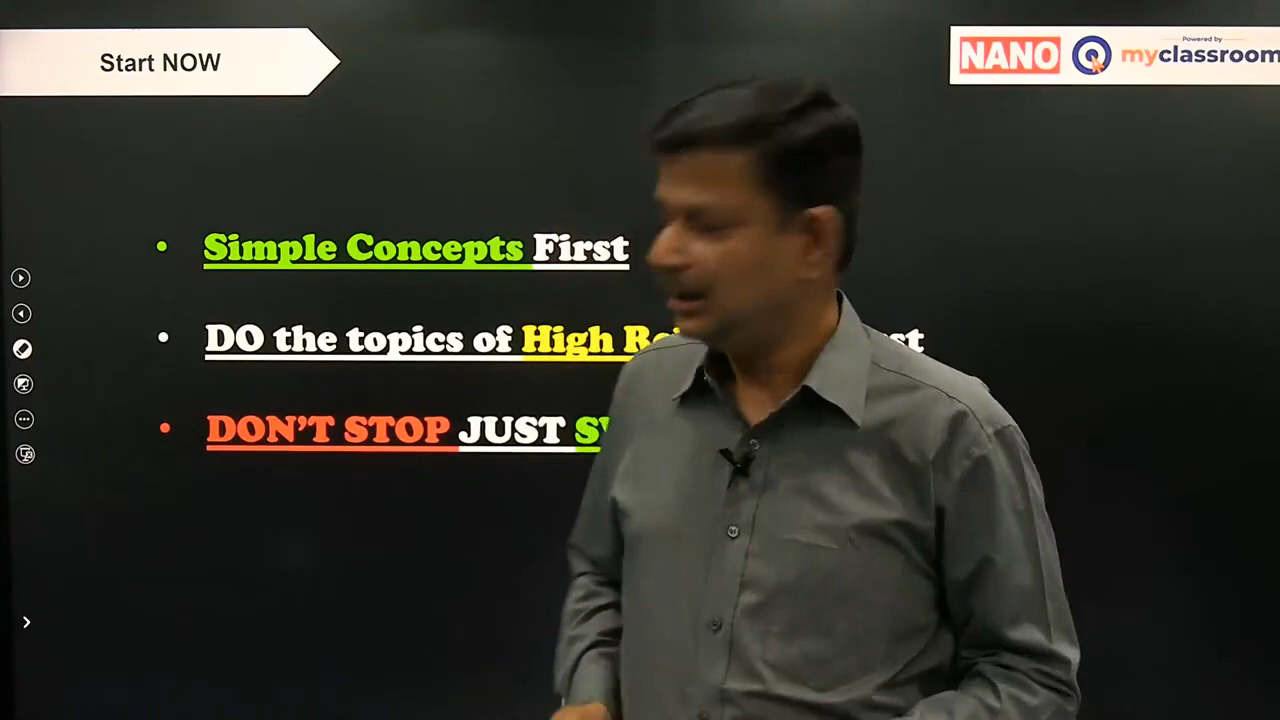 Start NOW
NANO
Powered by
myclassroom
• Simple Concepts First
• DO the topics of High
• DON'T STOP JUST